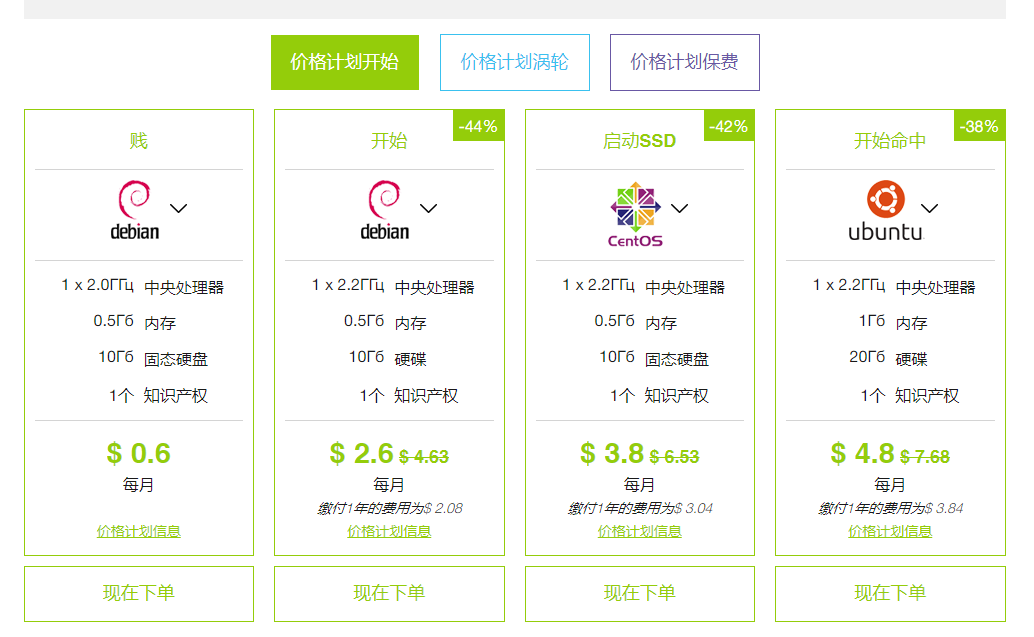 价格计划开始
价格计划涡轮
价格计划保费
贱
debian
1 x 2.0ГГц 中央处理器
0.5Гб 内存
10Гб 固态硬盘
1个 知识产权
$ 0.6
每月
价格计划信息
现在下单
-44%
开始
debian
1 x 2.2ГГц 中央处理器
0.5Гб 内存
10Гб 硬碟
1个 知识产权
$ 2.6 $ 4.63
每月
缴付1年的费用为$ 2.08
价格计划信息
现在下单
-42%
启动SSD
CentOS
1 x 2.2ГГц 中央处理器
0.5Гб 内存
10Гб 固态硬盘
1个 知识产权
$ 3.8 $ 6.53
每月
缴付1年的费用为$ 3.04
价格计划信息
现在下单
-38%
开始命中
ubuntu
1 x 2.2ГГц 中央处理器
1Гб 内存
20Гб 硬碟
1个 知识产权
$ 4.8 $ 7.68
每月
缴付1年的费用为$ 3.84
价格计划信息
现在下单